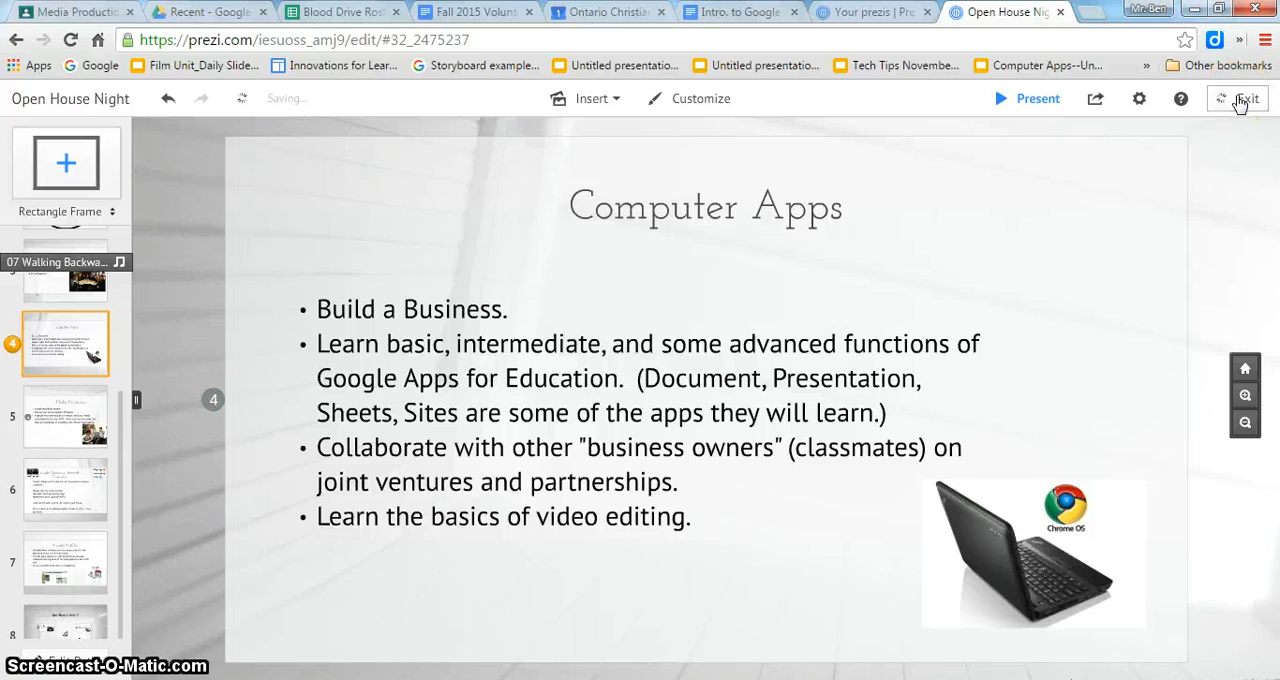 Media Producti
Recent - Google
Blood Drive Rost
Fall 2015 Volunt
Ontario Christia
Intro. to Google
Your prezis | Pre
Open House Nig
Mr. Ben
https://prezi.com/iesuoss_amj9/edit/#32_2475237
Apps
Google
Film Unit_Daily Slide...
Innovations for Lear...
Storyboard example...
Untitled presentatio...
Untitled presentatio...
Tech Tips Novembe...
Computer Apps--Un...
»
Other bookmarks
Open House Night
Saving...
Insert
Customize
Present
Exit
Rectangle Frame
07 Walking Backwa...
4
5
6
7
8
4
Computer Apps
• Build a Business.
• Learn basic, intermediate, and some advanced functions of
Google Apps for Education. (Document, Presentation,
Sheets, Sites are some of the apps they will learn.)
• Collaborate with other "business owners" (classmates) on
joint ventures and partnerships.
• Learn the basics of video editing.
Chrome OS
Screencast-O-Matic.com